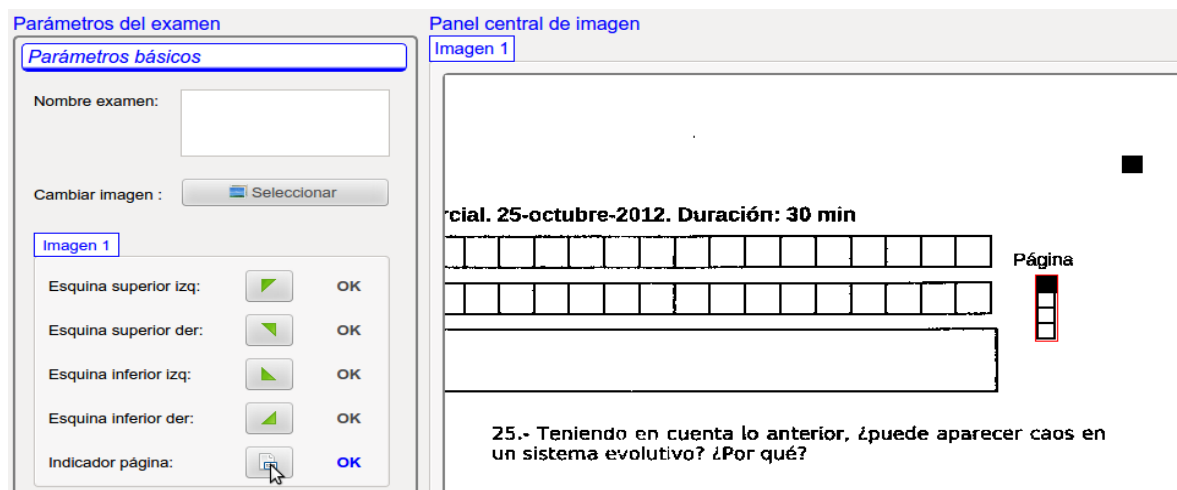 Parámetros del examen
Parámetros básicos
Nombre examen:
Cambiar imagen :
Seleccionar
Imagen 1
Esquina superior izq:
OK
Esquina superior der:
OK
Esquina inferior izq:
OK
Esquina inferior der:
OK
Indicador página:
OK
Panel central de imagen
Imagen 1
rcial. 25-octubre-2012. Duración: 30 min
Página
25.- Teniendo en cuenta lo anterior, ¿puede aparecer caos en
un sistema evolutivo? ¿Por qué?